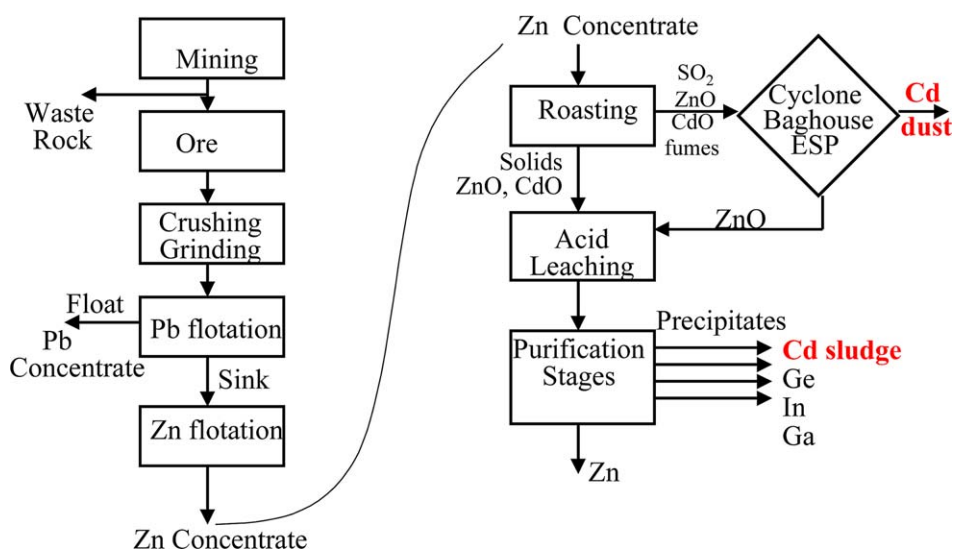 Mining
Waste
Rock
Ore
Crushing
Grinding
Float
Pb flotation
Pb
Concentrate
Sink
Zn flotation
Zn Concentrate
Zn Concentrate
Roasting
SO2
ZnO
CdO
fumes
Cyclone
Baghouse
ESP
Cd
dust
Solids
ZnO, CdO
ZnO
Acid
Leaching
Purification
Stages
Precipitates
Cd sludge
Ge
In
Ga
Zn